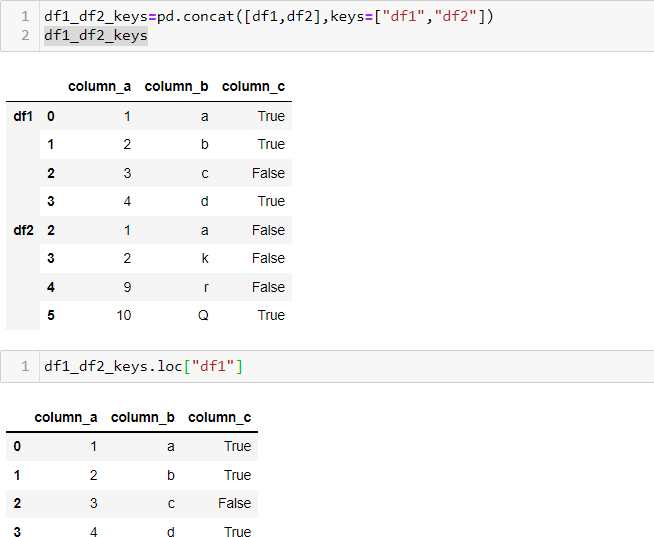 1 df1_df2_keys=pd.concat([df1,df2],keys=["df1","df2"])
2 df1_df2_keys
column_a column_b column_c
df1 0 1 a True
1 2 b True
2 3 c False
3 4 d True
df2 2 1 a False
3 2 k False
4 9 r False
5 10 Q True
1 df1_df2_keys.loc["df1"]
column_a column_b column_c
0 1 a True
1 2 b True
2 3 c False
3 4 d True